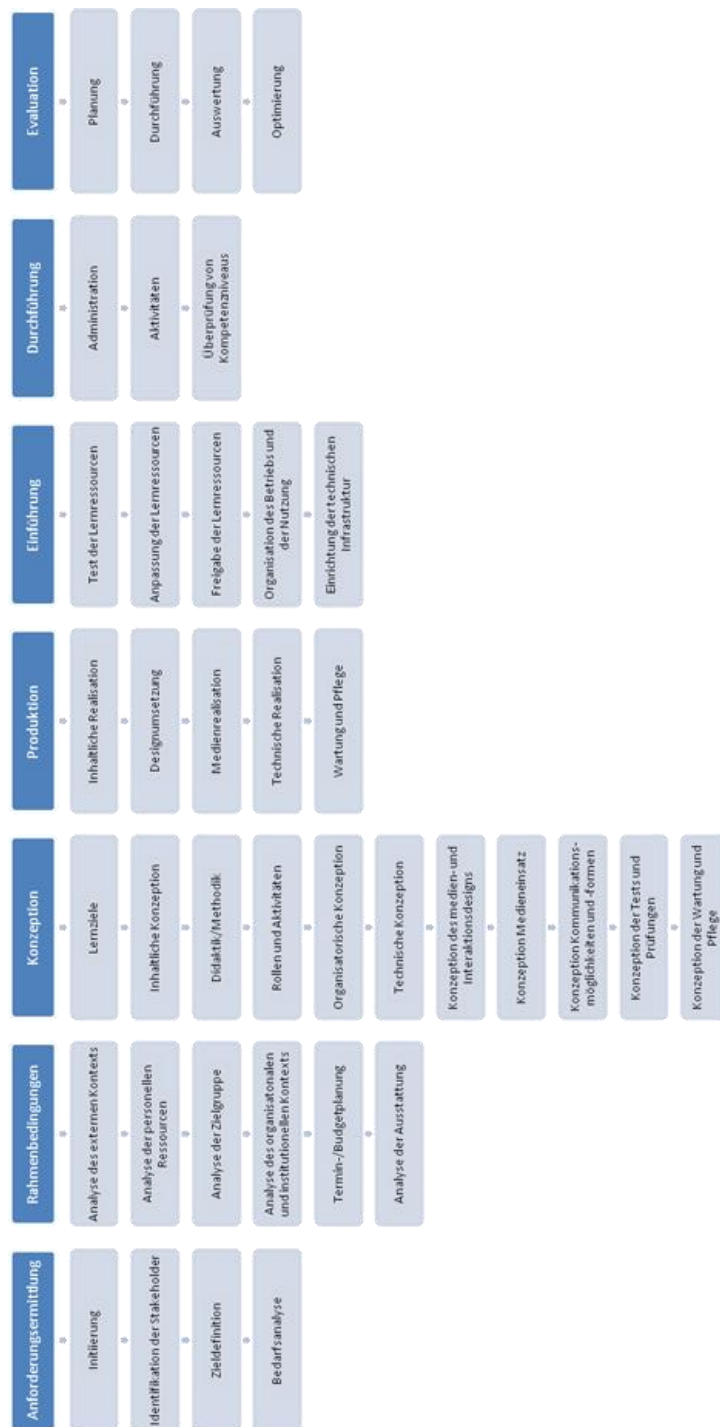 Anforderungsermittlung
Initiierung
Identifikation der Stakeholder
Zieldefinition
Bedarfsanalyse
Rahmenbedingungen
Analyse des externen Kontexts
Analyse der personellen
Ressourcen
Analyse der Zielgruppe
Analyse des organisatonalen
und institutionellen Kontexts
Termin-/Budgetplanung
Analyse der Ausstattung
Konzeption
Lernziele
Inhaltliche Konzeption
Didaktik/Methodik
Rollen und Aktivitäten
Organisatorische Konzeption
Technische Konzeption
Konzeption des medien- und
Interaktionsdesigns
Konzeption Medieneinsatz
Konzeption Kommunikations-
möglichkeiten und -formen
Konzeption der Tests und
Prüfungen
Konzeption der Wartung und
Pflege
Produktion
Inhaltliche Realisation
Designumsetzung
Medienrealisation
Technische Realisation
Wartung und Pflege
Einführung
Test der Lernressourcen
Anpassung der Lernressourcen
Freigabe der Lernressourcen
Organisation des Betriebs und
der Nutzung
Einrichtung der technischen
Infrastruktur
Durchführung
Administration
Aktivitäten
Überprüfung von
Kompetenzniveaus
Evaluation
Planung
Durchführung
Auswertung
Optimierung